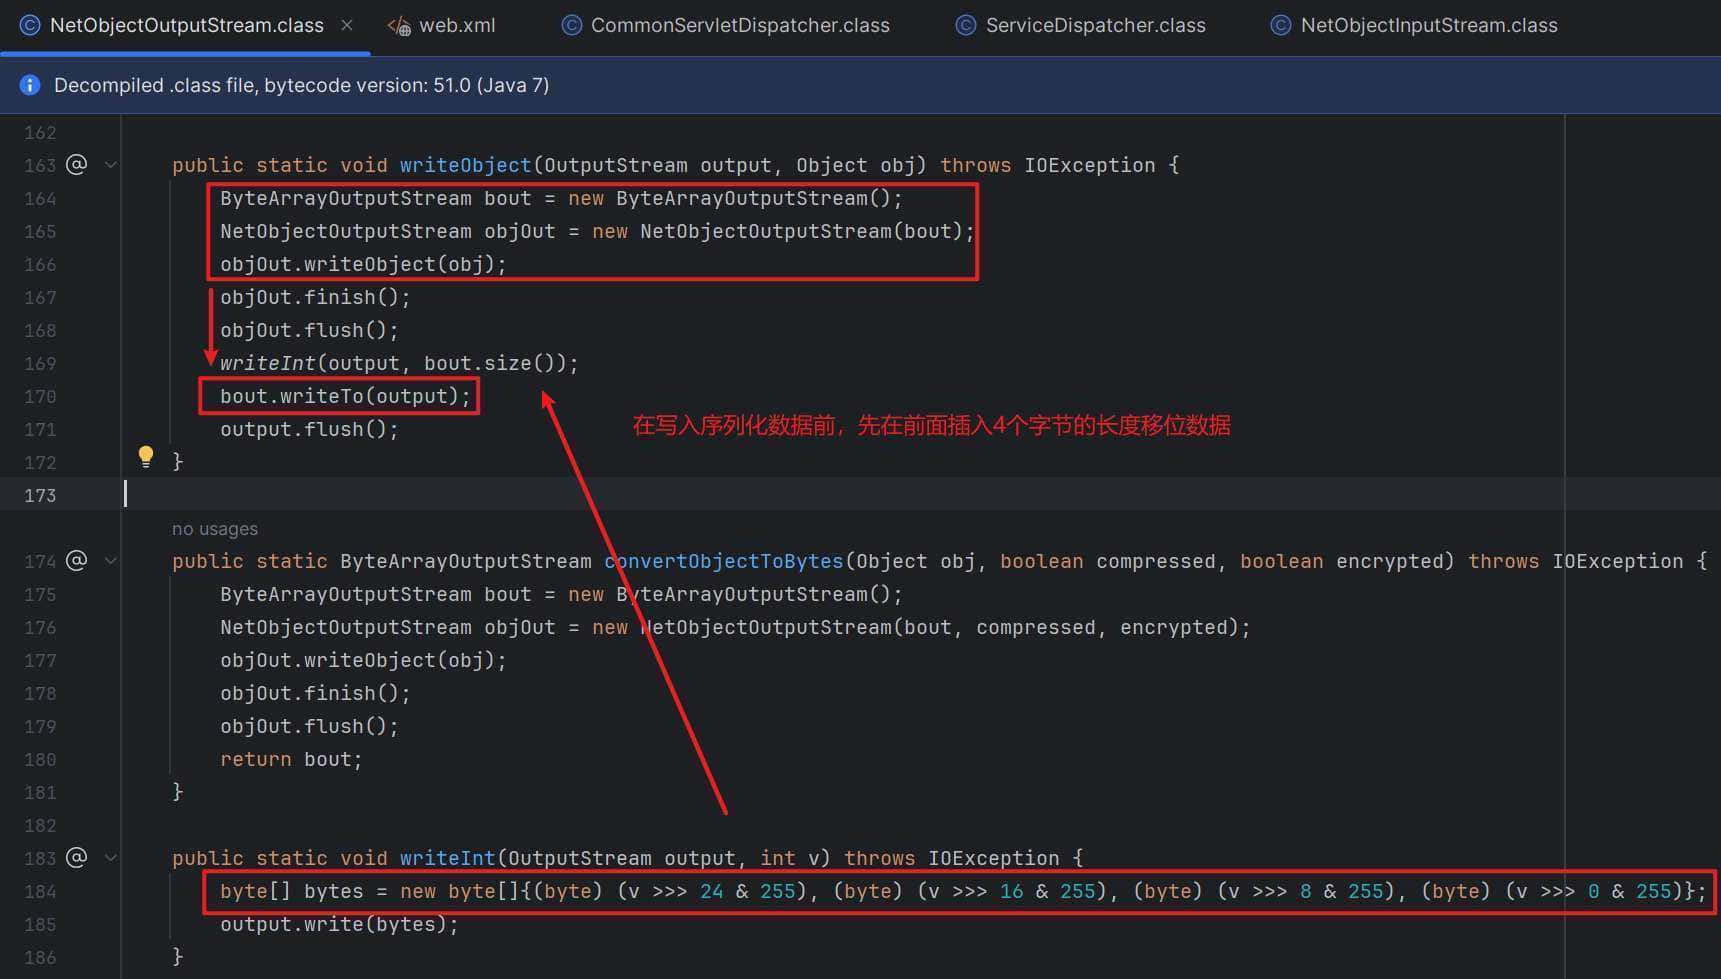 NetObjectOutputStream.class × web.xml CommonServletDispatcher.class ServiceDispatcher.class NetObjectInputStream.class
Decompiled .class file, bytecode version: 51.0 (Java 7)
162
163 @ public static void writeObject(OutputStream output, Object obj) throws IOException {
164 ByteArrayOutputStream bout = new ByteArrayOutputStream();
165 NetObjectOutputStream objOut = new NetObjectOutputStream(bout);
166 objOut.writeObject(obj);
167 objOut.finish();
168 objOut.flush();
169 writeInt(output, bout.size());
170 bout.writeTo(output);
在写入序列化数据前，先在前面插入4个字节的长度移位数据
171 output.flush();
172 }
173
no usages
174 @ public static ByteArrayOutputStream convertObjectToBytes(Object obj, boolean compressed, boolean encrypted) throws IOException {
175 ByteArrayOutputStream bout = new ByteArrayOutputStream();
176 NetObjectOutputStream objOut = new NetObjectOutputStream(bout, compressed, encrypted);
177 objOut.writeObject(obj);
178 objOut.finish();
179 objOut.flush();
180 return bout;
181 }
182
183 @ public static void writeInt(OutputStream output, int v) throws IOException {
184 byte[] bytes = new byte[]{(byte) (v >>> 24 & 255), (byte) (v >>> 16 & 255), (byte) (v >>> 8 & 255), (byte) (v >>> 0 & 255)};
185 output.write(bytes);
186 }